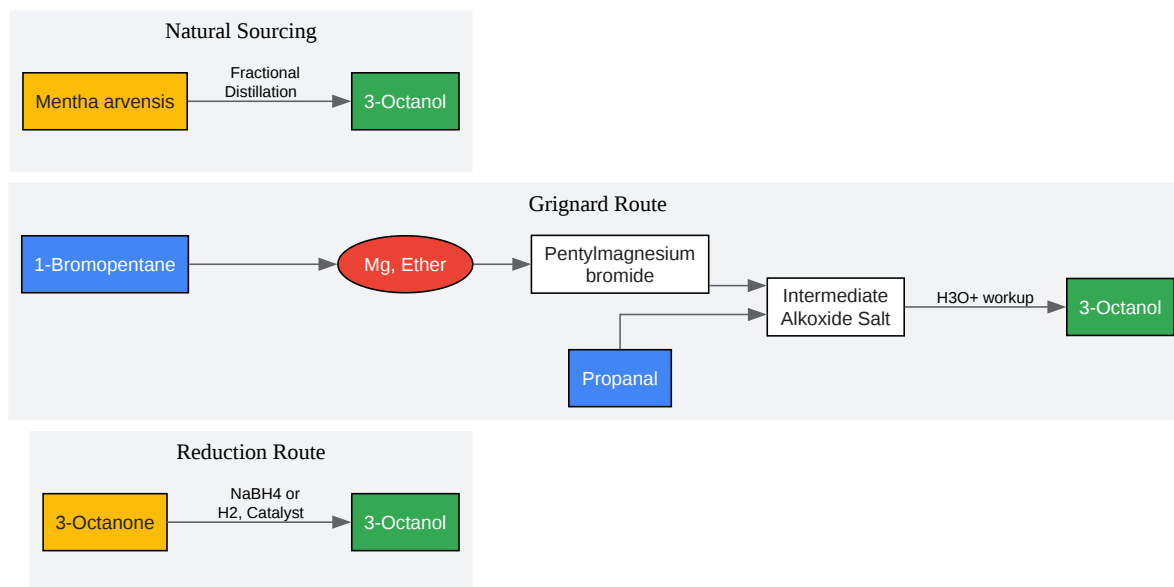 Natural Sourcing
Mentha arvensis
Fractional
Distillation
3-Octanol
Grignard Route
1-Bromopentane
Mg, Ether
Pentylmagnesium
bromide
Propanal
Intermediate
Alkoxide Salt
H3O+ workup
3-Octanol
Reduction Route
3-Octanone
NaBH4 or
H2, Catalyst
3-Octanol